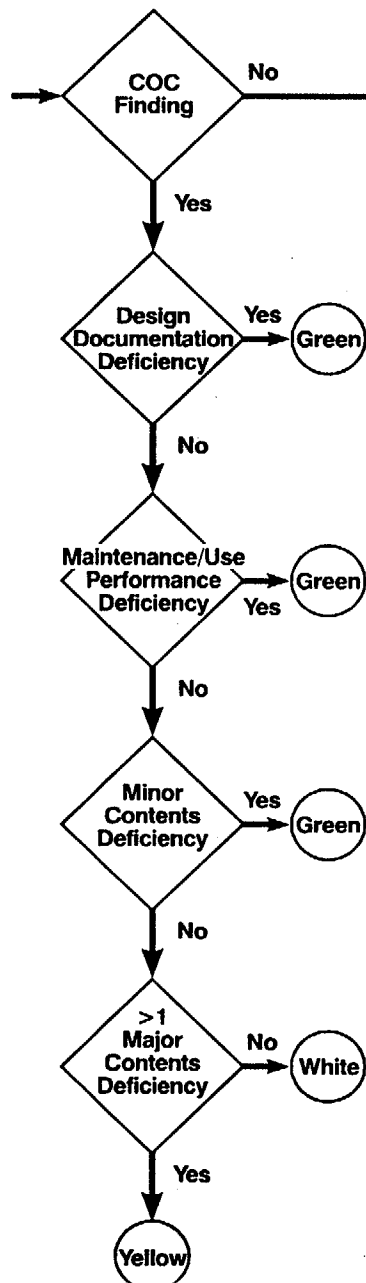 COC
Finding
No
Yes
Design
Documentation
Deficiency
Yes
Green
No
Maintenance/Use
Performance
Deficiency
Yes
Green
No
Minor
Contents
Deficiency
Yes
Green
No
>1
Major
Contents
Deficiency
No
White
Yes
Yellow